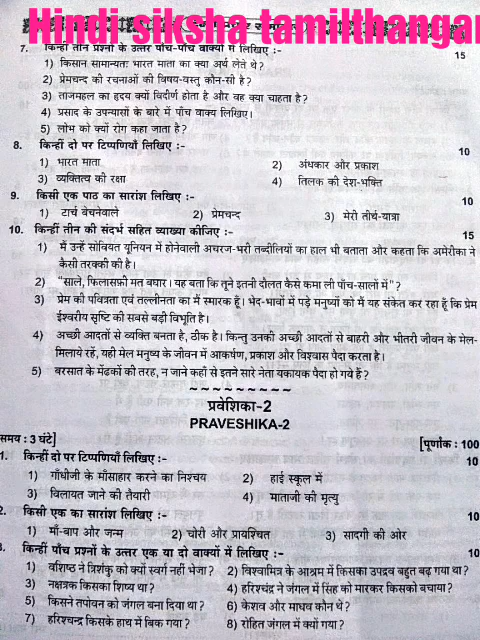 Hindi siksha tamilthangan
7. किन्हीं तीन प्रश्नों के उत्तर पाँच-पाँच वाक्यों में लिखिए :- 15
1) किसान सामान्यतः भारत माता का क्या अर्थ लेते थे ?
2) प्रेमचन्द की रचनाओं की विषय-वस्तु कौन-सी है ?
3) ताजमहल का हृदय क्यों विदीर्ण होता है और वह क्या चाहता है ?
4) प्रसाद के उपन्यासों के बारे में पाँच वाक्य लिखिए।
5) लोभ को क्यों रोग कहा जाता है ?
8. किन्हीं दो पर टिप्पणियाँ लिखिए :- 10
1) भारत माता 2) अंधकार और प्रकाश
3) व्यक्तित्व की रक्षा 4) तिलक की देश-भक्ति
9. किसी एक पाठ का सारांश लिखिए :- 10
1) टार्च बेचनेवाले 2) प्रेमचन्द 3) मेरी तीर्थ-यात्रा
10. किन्हीं तीन की संदर्भ सहित व्याख्या कीजिए :- 15
1) मैं उन्हें सोवियत यूनियन में होनेवाली अचरज-भरी तब्दीलियों का हाल भी बताता और कहता कि अमेरीका ने
कैसी तरक्की की है।
2) "साले, फिलासफ़ी मत बघार। यह बता कि तूने इतनी दौलत कैसे कमा ली पाँच-सालों में" ?
3) प्रेम की पवित्रता एवं तल्लीनता का मैं स्मारक हूँ। भेद-भावों में पड़े मनुष्यों को मैं यह संकेत कर रहा हूँ कि प्रेम
ईश्वरीय सृष्टि की सबसे बड़ी विभूति है।
4) अच्छी आदतों से व्यक्ति बनता है, ठीक है। किन्तु उनकी अच्छी आदतों से बाहरी और भीतरी जीवन के मेल-
मिलाये रहें, यही मेल मनुष्य के जीवन में आकर्षण, प्रकाश और विश्वास पैदा करता है।
5) बरसात के मेंढकों की तरह, न जाने कहाँ से इतने सारे नेता यकायक पैदा हो गये हैं ?
प्रवेशिका-2
PRAVESHIKA-2
समय : 3 घंटे] [पूर्णांक : 100
1. किन्हीं दो पर टिप्पणियाँ लिखिए :- 10
1) गाँधीजी के माँसाहार करने का निश्चय 2) हाई स्कूल में
3) विलायत जाने की तैयारी 4) माताजी की मृत्यु
2. किसी एक का सारांश लिखिए :- 10
1) माँ-बाप और जन्म 2) चोरी और प्रायश्चित 3) सादगी की ओर
3. किन्हीं पाँच प्रश्नों के उत्तर एक या दो वाक्यों में लिखिए :- 10
1) वशिष्ठ ने त्रिशंकु को क्यों स्वर्ग नहीं भेजा ? 2) विश्वामित्र के आश्रम में किसका उपद्रव बहुत बढ़ गया था ?
3) नक्षत्रक किसका शिष्य था ? 4) हरिश्चंद्र ने जंगल में सिंह को मारकर किसको बचाया ?
5) किसने तपोवन को जंगल बना दिया था ? 6) केशव और माधव कौन थे ?
7) हरिश्चन्द्र किसके हाथ में बिक गया ? 8) रोहित जंगल में क्यों गया ?